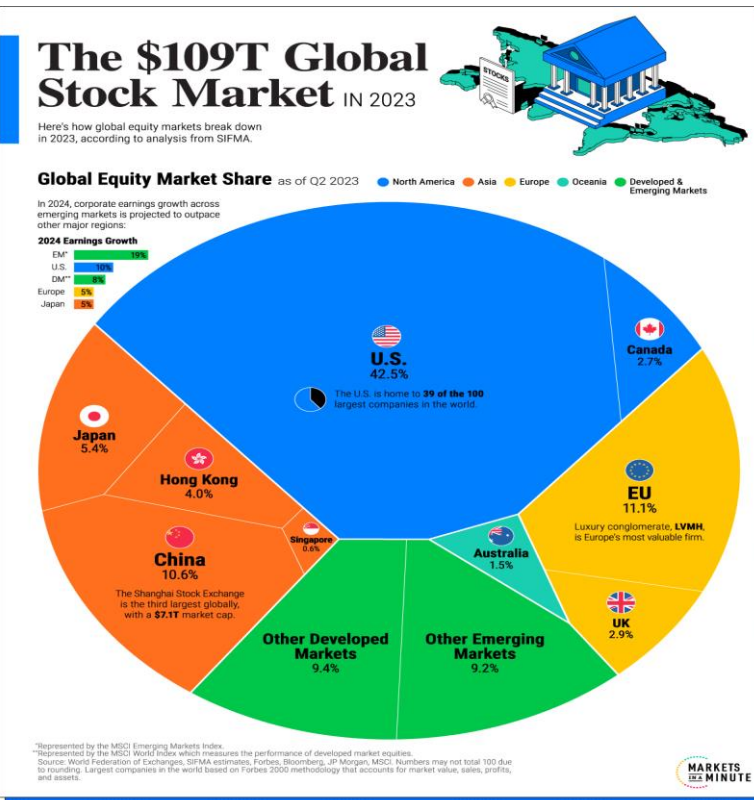 The $109T Global
Stock Market IN 2023
STOCKS
Here's how global equity markets break down
in 2023, according to analysis from SIFMA.
Global Equity Market Share as of Q2 2023
North America
Asia
Europe
Oceania
Developed &
Emerging Markets
In 2024, corporate earnings growth across
emerging markets is projected to outpace
other major regions:
2024 Earnings Growth
EM* 19%
U.S. 10%
DM** 8%
Europe 5%
Japan 5%
U.S.
42.5%
The U.S. is home to 39 of the 100
largest companies in the world.
Canada
2.7%
Japan
5.4%
Hong Kong
4.0%
Singapore
0.6%
China
10.6%
The Shanghai Stock Exchange
is the third largest globally,
with a $7.1T market cap.
EU
11.1%
Luxury conglomerate, LVMH,
is Europe's most valuable firm.
Australia
1.5%
UK
2.9%
Other Developed
Markets
9.4%
Other Emerging
Markets
9.2%
*Represented by the MSCI Emerging Markets Index.
**Represented by the MSCI World Index which measures the performance of developed market equities.
Source: World Federation of Exchanges, SIFMA estimates, Forbes, Bloomberg, JP Morgan, MSCI. Numbers may not total 100 due
to rounding. Largest companies in the world based on Forbes 2000 methodology that accounts for market value, sales, profits,
and assets.
MARKETS
IN A MINUTE